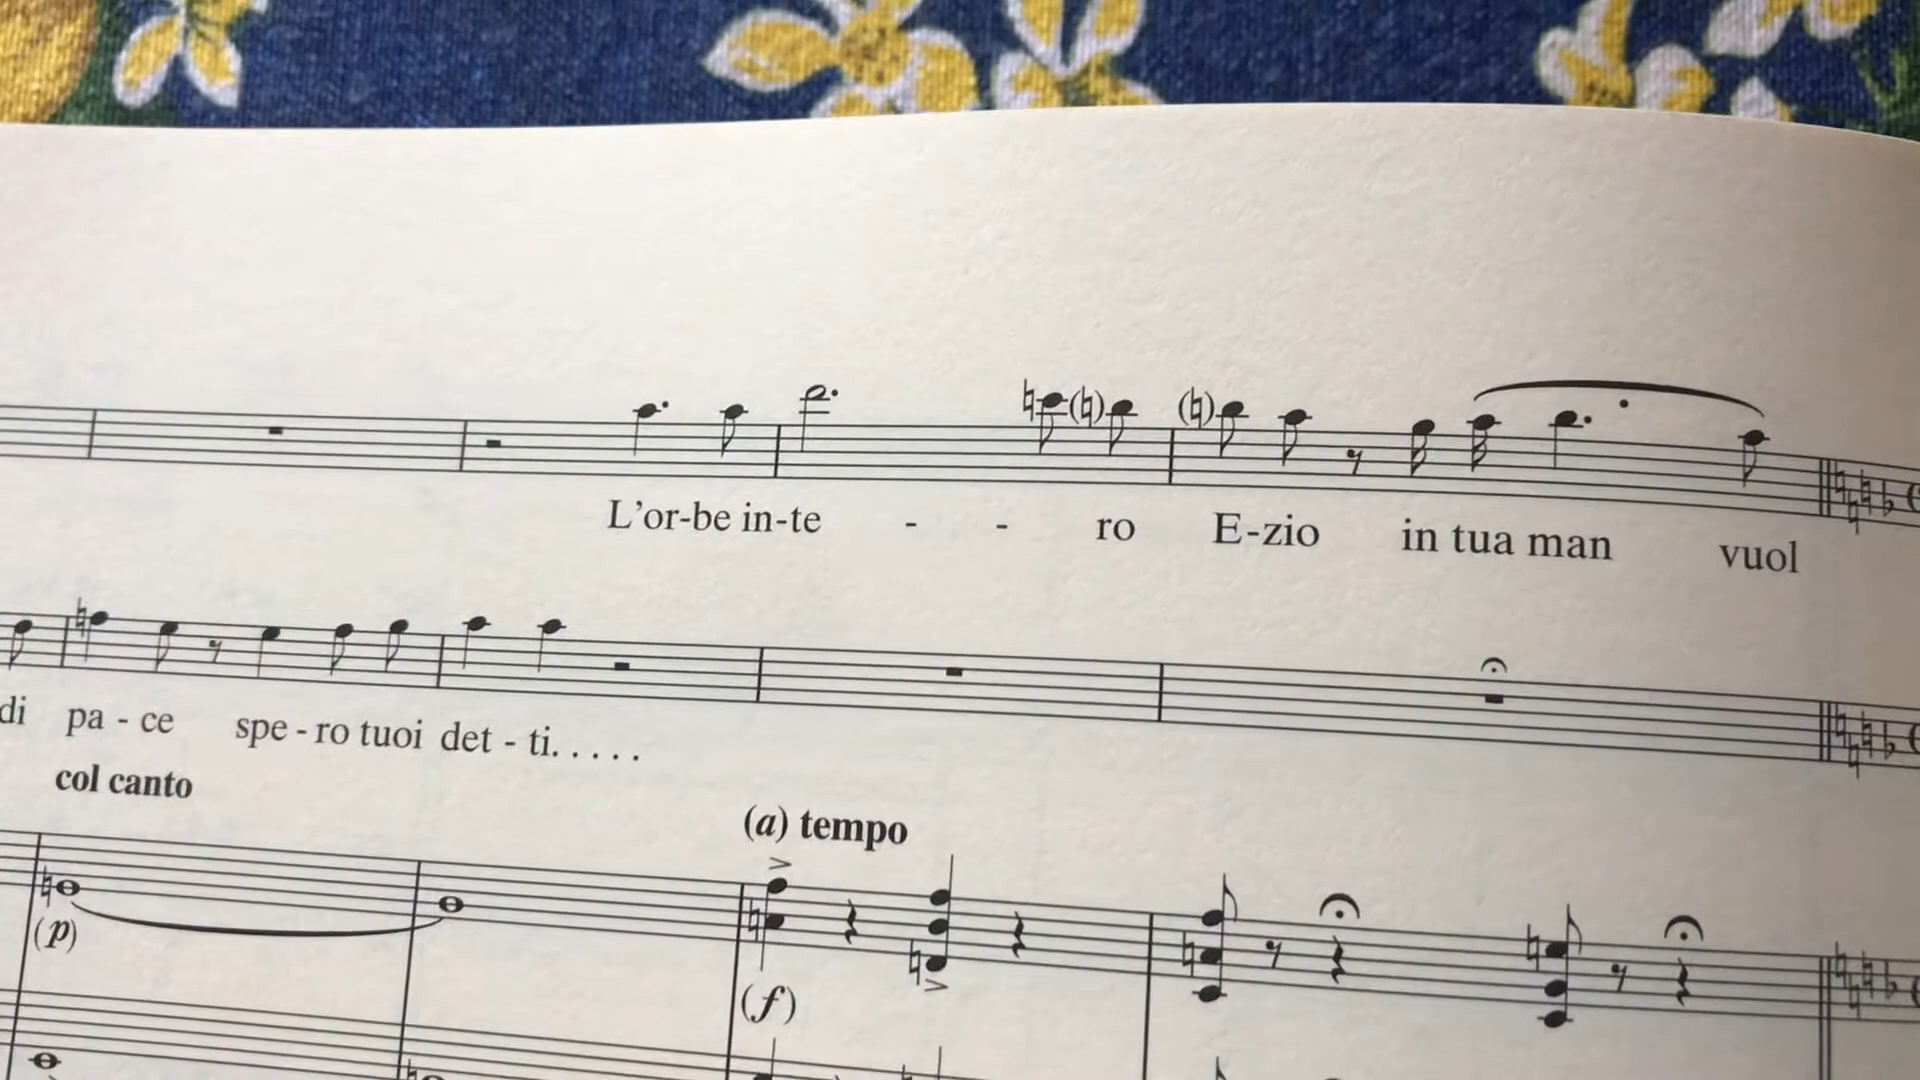 L'or-be in-te - - ro E-zio in tua man vuol
di pa - ce spe - ro tuoi det - ti.....
col canto
(a) tempo
(p)
(f)